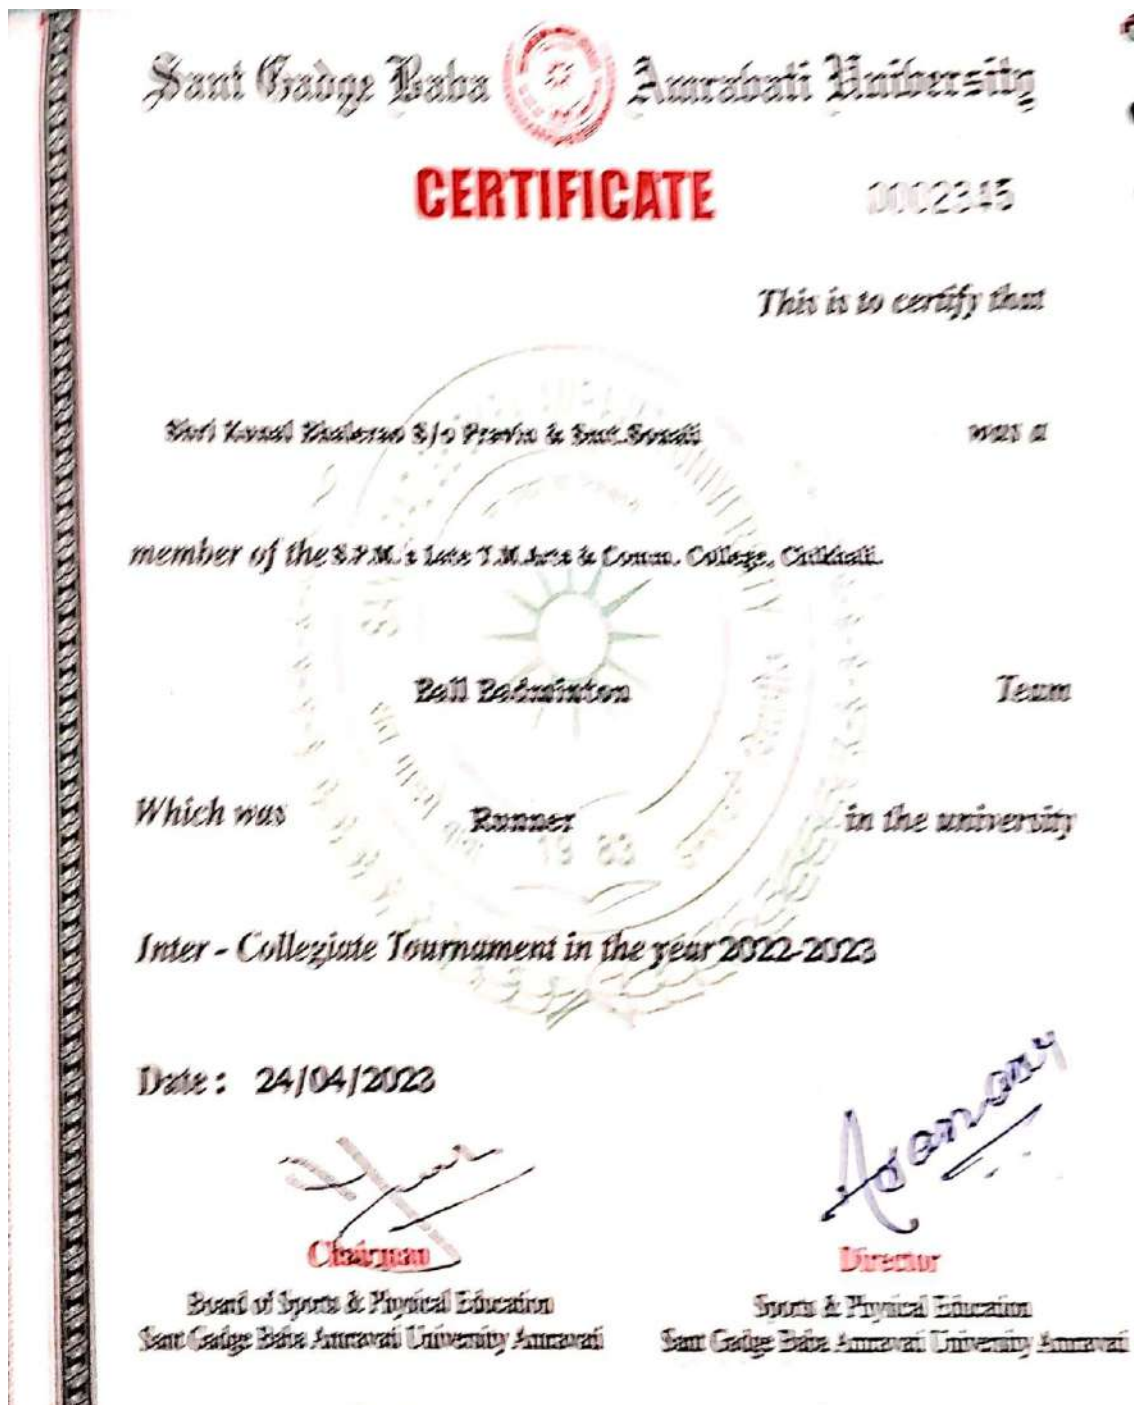 Sant Gadge Baba Amravati University
CERTIFICATE
0002345
This is to certify that
Shri Kunal Bhalerao S/o Pravin & Smt. Sonali was a
member of the S.P.M.'s Late T.M. Arts & Comm. College, Chikhali.
Ball Badminton Team
Which was Runner in the university
Inter - Collegiate Tournament in the year 2022-2023
Date : 24/04/2023
Chairman
Board of Sports & Physical Education
Sant Gadge Baba Amravati University Amravati
Director
Sports & Physical Education
Sant Gadge Baba Amravati University Amravati
19 83